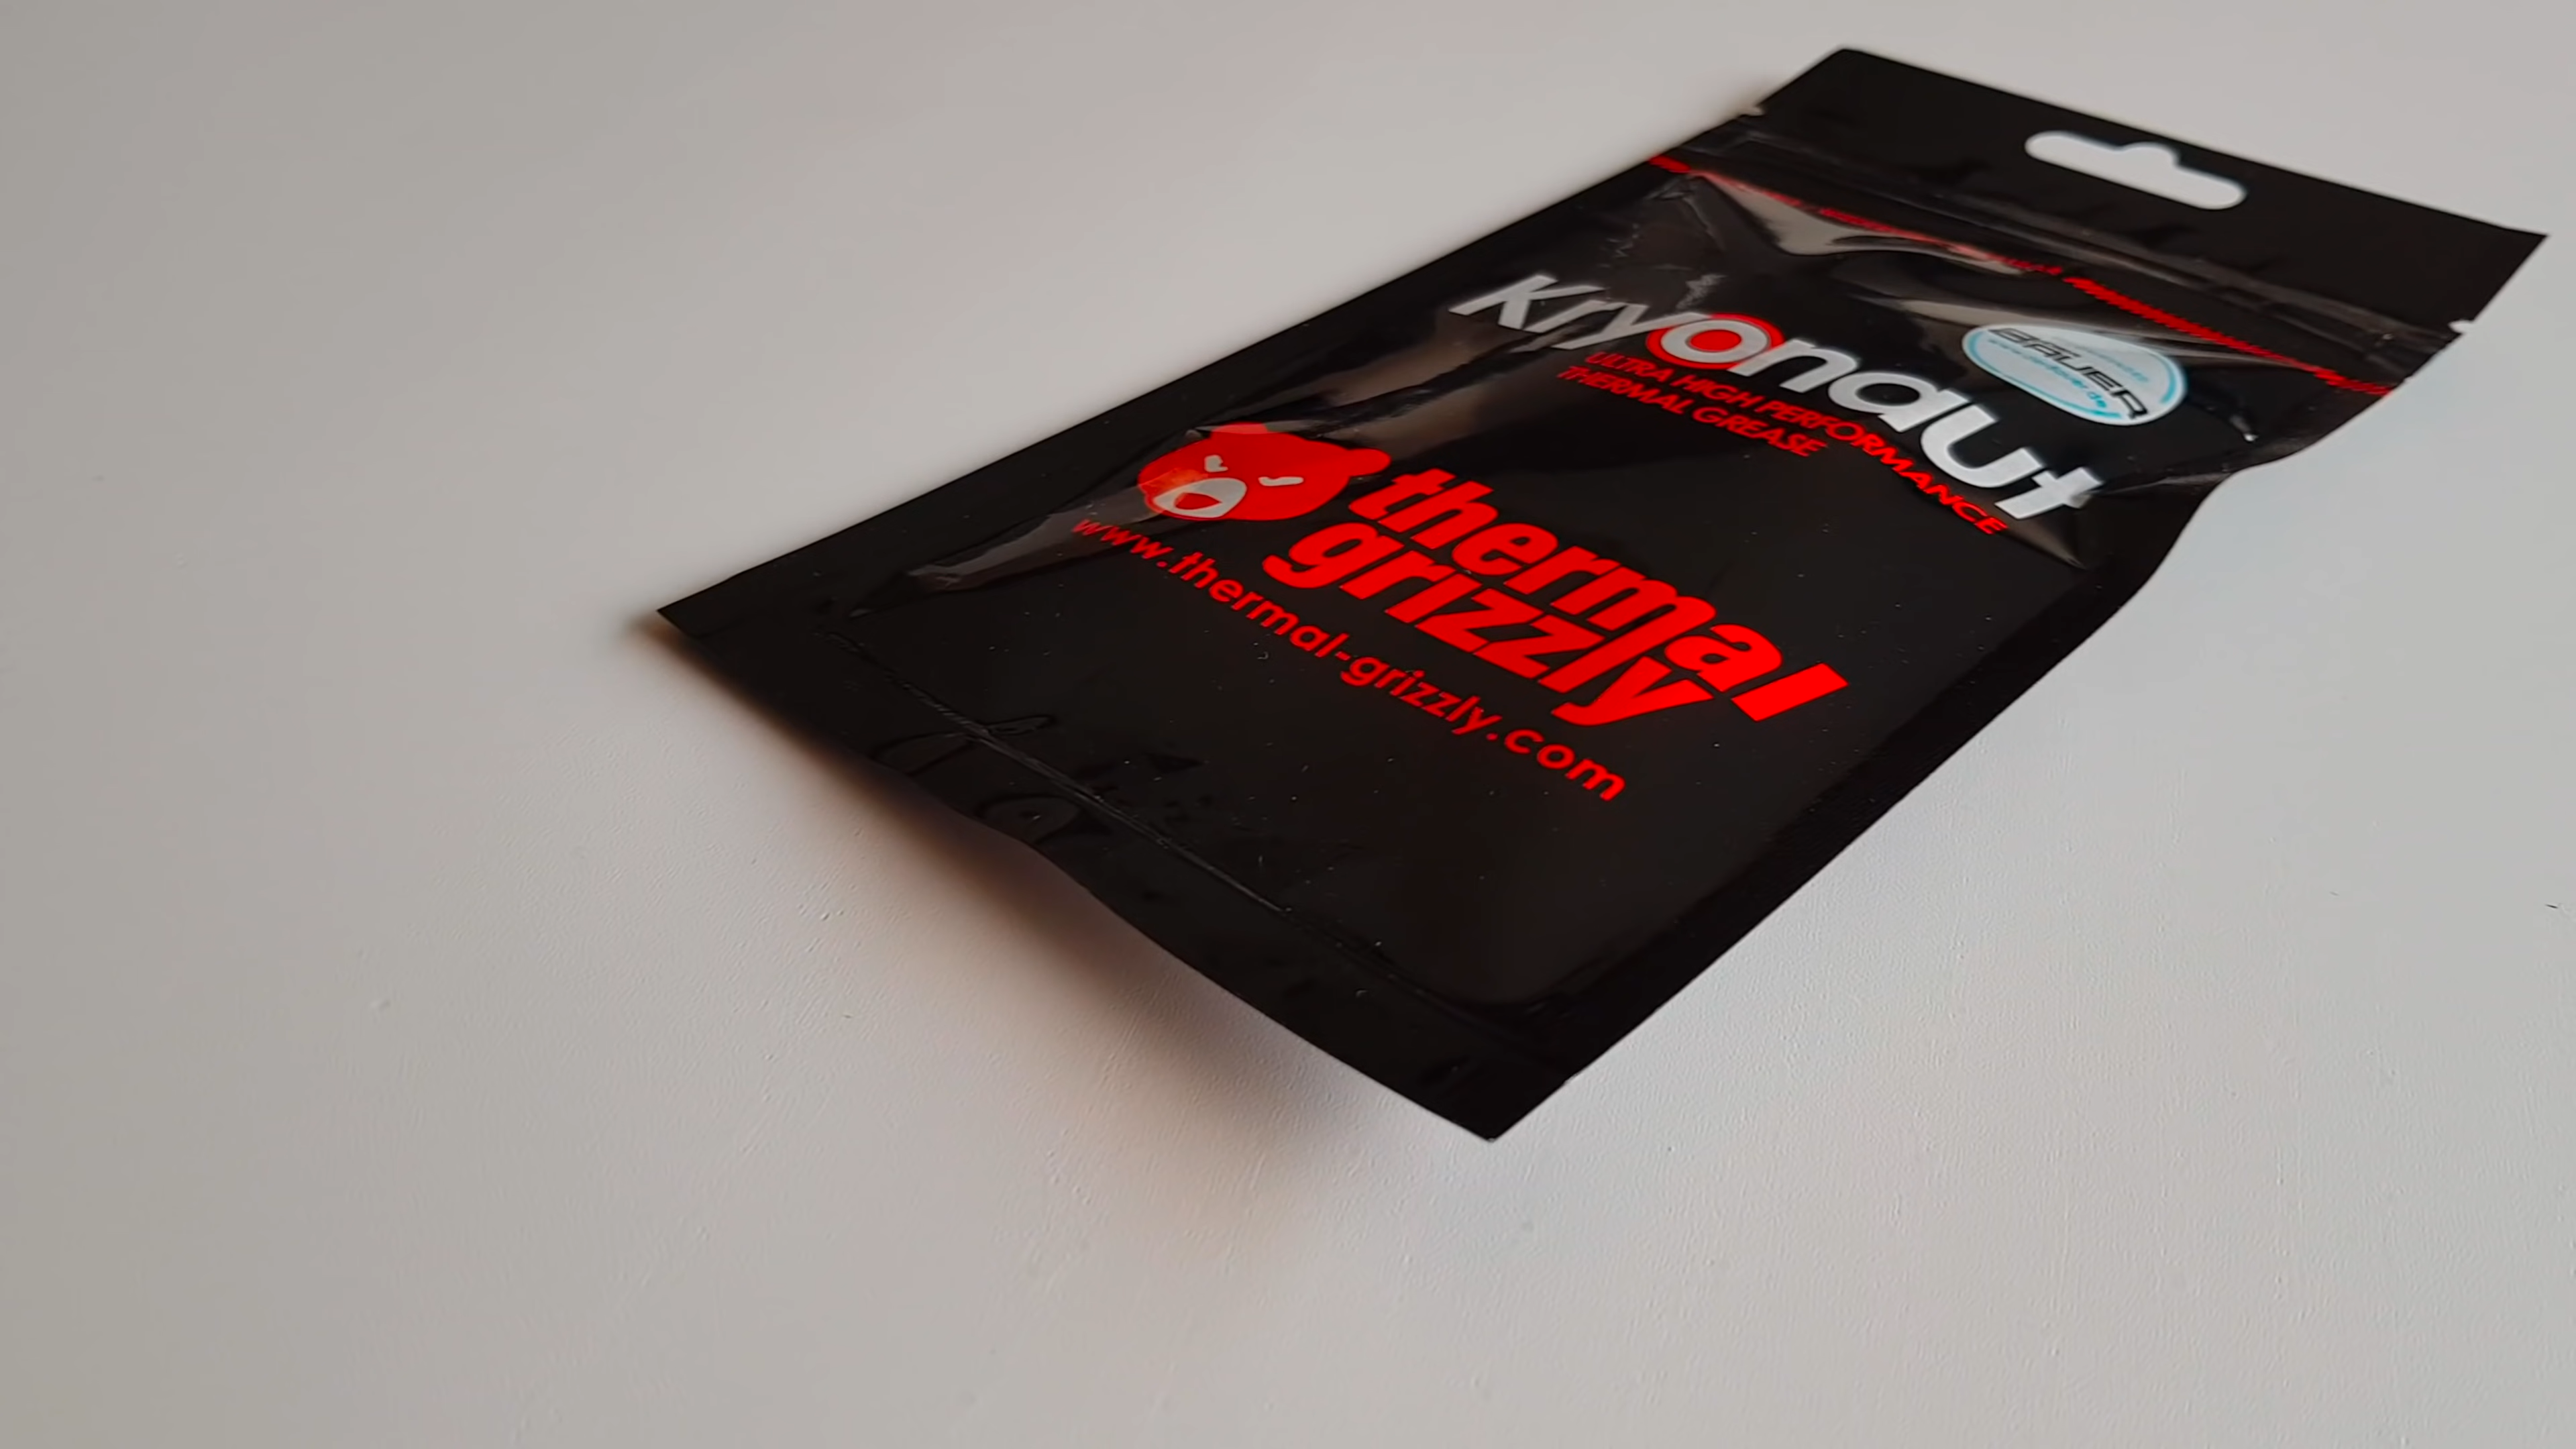 Kryonaut
ULTRA HIGH PERFORMANCE
THERMAL GREASE
BAUER
thermal
grizzly
www.thermal-grizzly.com